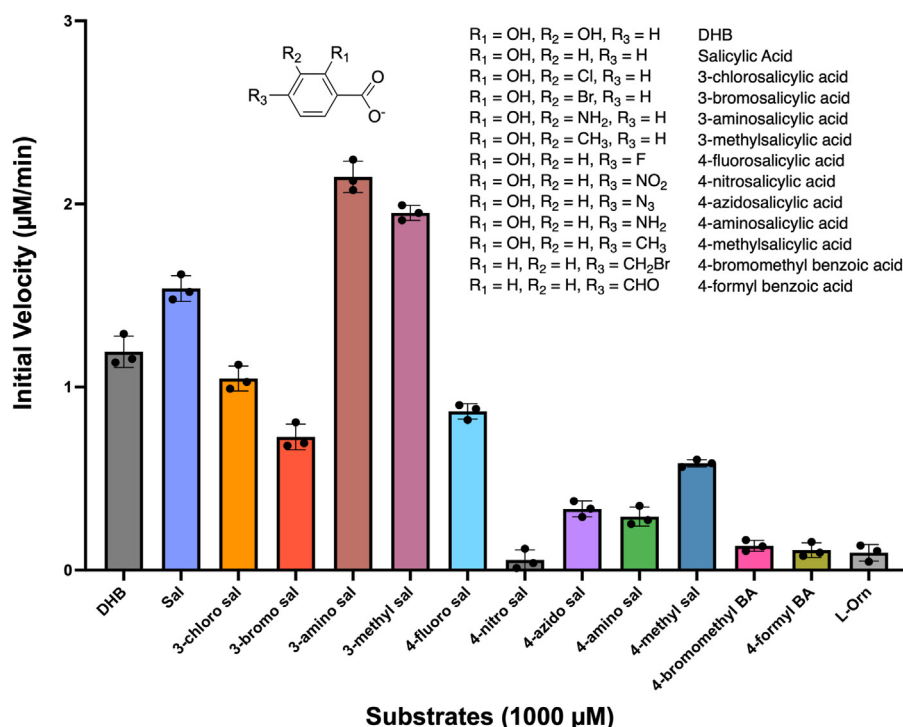 3
2
1
0
Initial Velocity (µM/min)
R₂ R₁
R₃
O
O⁻
R₁ = OH, R₂ = OH, R₃ = H DHB
R₁ = OH, R₂ = H, R₃ = H Salicylic Acid
R₁ = OH, R₂ = Cl, R₃ = H 3-chlorosalicylic acid
R₁ = OH, R₂ = Br, R₃ = H 3-bromosalicylic acid
R₁ = OH, R₂ = NH₂, R₃ = H 3-aminosalicylic acid
R₁ = OH, R₂ = CH₃, R₃ = H 3-methylsalicylic acid
R₁ = OH, R₂ = H, R₃ = F 4-fluorosalicylic acid
R₁ = OH, R₂ = H, R₃ = NO₂ 4-nitrosalicylic acid
R₁ = OH, R₂ = H, R₃ = N₃ 4-azidosalicylic acid
R₁ = OH, R₂ = H, R₃ = NH₂ 4-aminosalicylic acid
R₁ = OH, R₂ = H, R₃ = CH₃ 4-methylsalicylic acid
R₁ = H, R₂ = H, R₃ = CH₂Br 4-bromomethyl benzoic acid
R₁ = H, R₂ = H, R₃ = CHO 4-formyl benzoic acid
DHB
Sal
3-chloro sal
3-bromo sal
3-amino sal
3-methyl sal
4-fluoro sal
4-nitro sal
4-azido sal
4-amino sal
4-methyl sal
4-bromomethyl BA
4-formyl BA
L-Orn
Substrates (1000 µM)